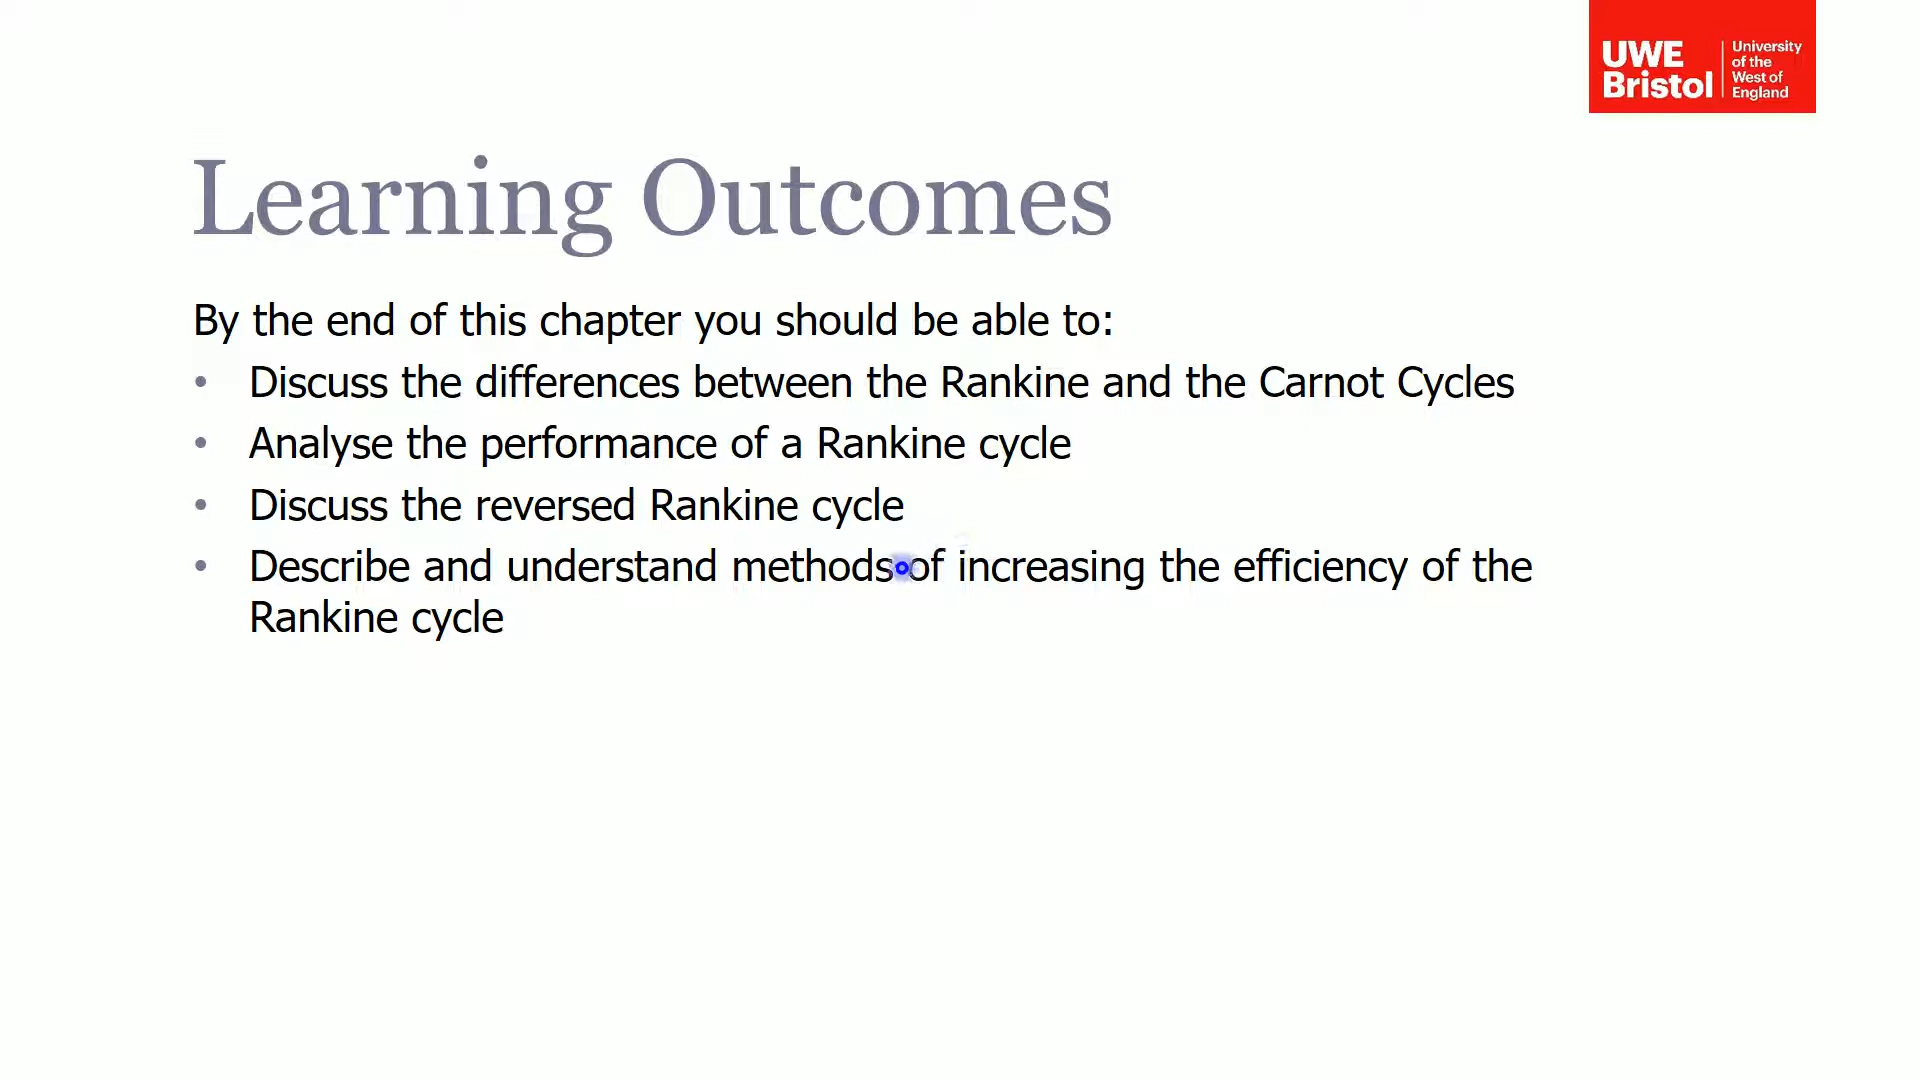 UWE
Bristol
University
of the
West of
England
Learning Outcomes
By the end of this chapter you should be able to:
• Discuss the differences between the Rankine and the Carnot Cycles
• Analyse the performance of a Rankine cycle
• Discuss the reversed Rankine cycle
• Describe and understand methods of increasing the efficiency of the
Rankine cycle